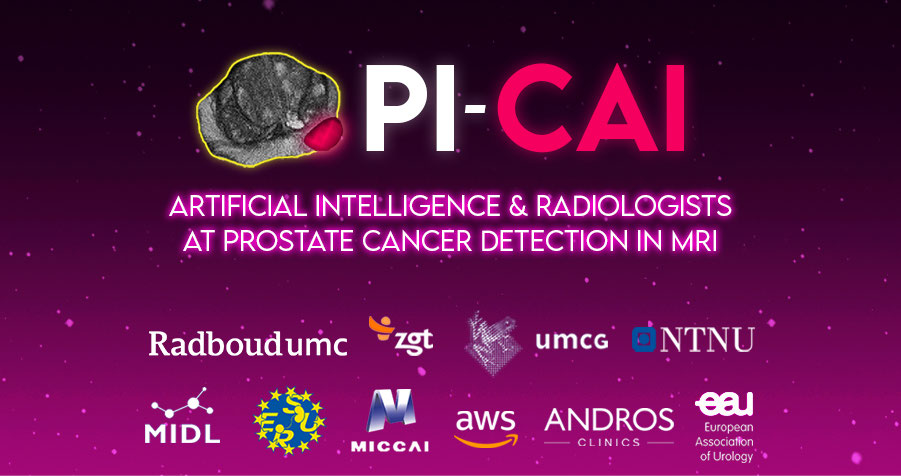 PI-CAI
ARTIFICIAL INTELLIGENCE & RADIOLOGISTS
AT PROSTATE CANCER DETECTION IN MRI
Radboudumc
zgt
umcg
NTNU
MIDL
ESUR
MICCAI
aws
ANDROS
CLINICS
eau
European
Association
of Urology